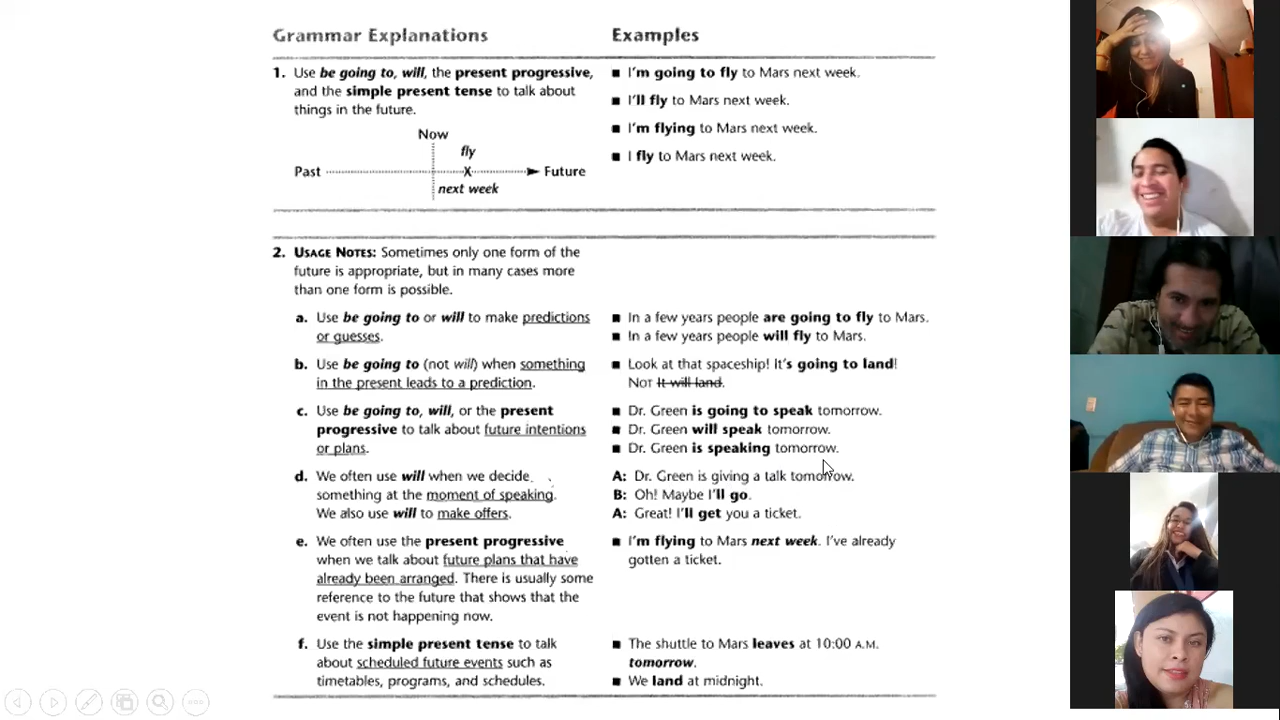 Grammar Explanations
Examples
1. Use be going to, will, the present progressive,
and the simple present tense to talk about
things in the future.
Now
fly
Past
Future
next week
■ I'm going to fly to Mars next week.
■ I'll fly to Mars next week.
■ I'm flying to Mars next week.
■ I fly to Mars next week.
2. USAGE NOTES: Sometimes only one form of the
future is appropriate, but in many cases more
than one form is possible.
a. Use be going to or will to make predictions
or guesses.
■ In a few years people are going to fly to Mars.
■ In a few years people will fly to Mars.
b. Use be going to (not will) when something
in the present leads to a prediction.
■ Look at that spaceship! It's going to land!
NOT It will land.
c. Use be going to, will, or the present
progressive to talk about future intentions
or plans.
■ Dr. Green is going to speak tomorrow.
■ Dr. Green will speak tomorrow.
■ Dr. Green is speaking tomorrow.
d. We often use will when we decide
something at the moment of speaking.
We also use will to make offers.
A: Dr. Green is giving a talk tomorrow.
B: Oh! Maybe I'll go.
A: Great! I'll get you a ticket.
e. We often use the present progressive
when we talk about future plans that have
already been arranged. There is usually some
reference to the future that shows that the
event is not happening now.
■ I'm flying to Mars next week. I've already
gotten a ticket.
f. Use the simple present tense to talk
about scheduled future events such as
timetables, programs, and schedules.
■ The shuttle to Mars leaves at 10:00 A.M.
tomorrow.
■ We land at midnight.